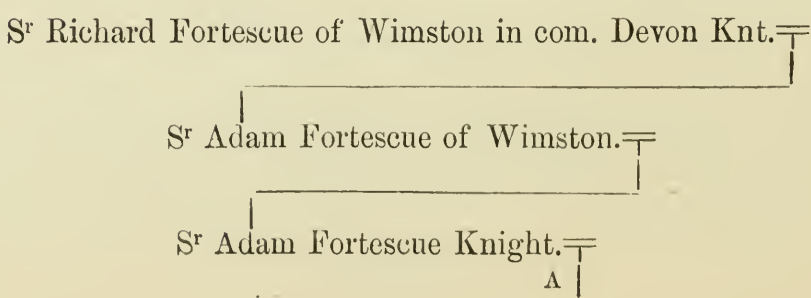 Sr Richard Fortescue of Wimston in com. Devon Knt.
Sr Adam Fortescue of Wimston.
Sr Adam Fortescue Knight.
A